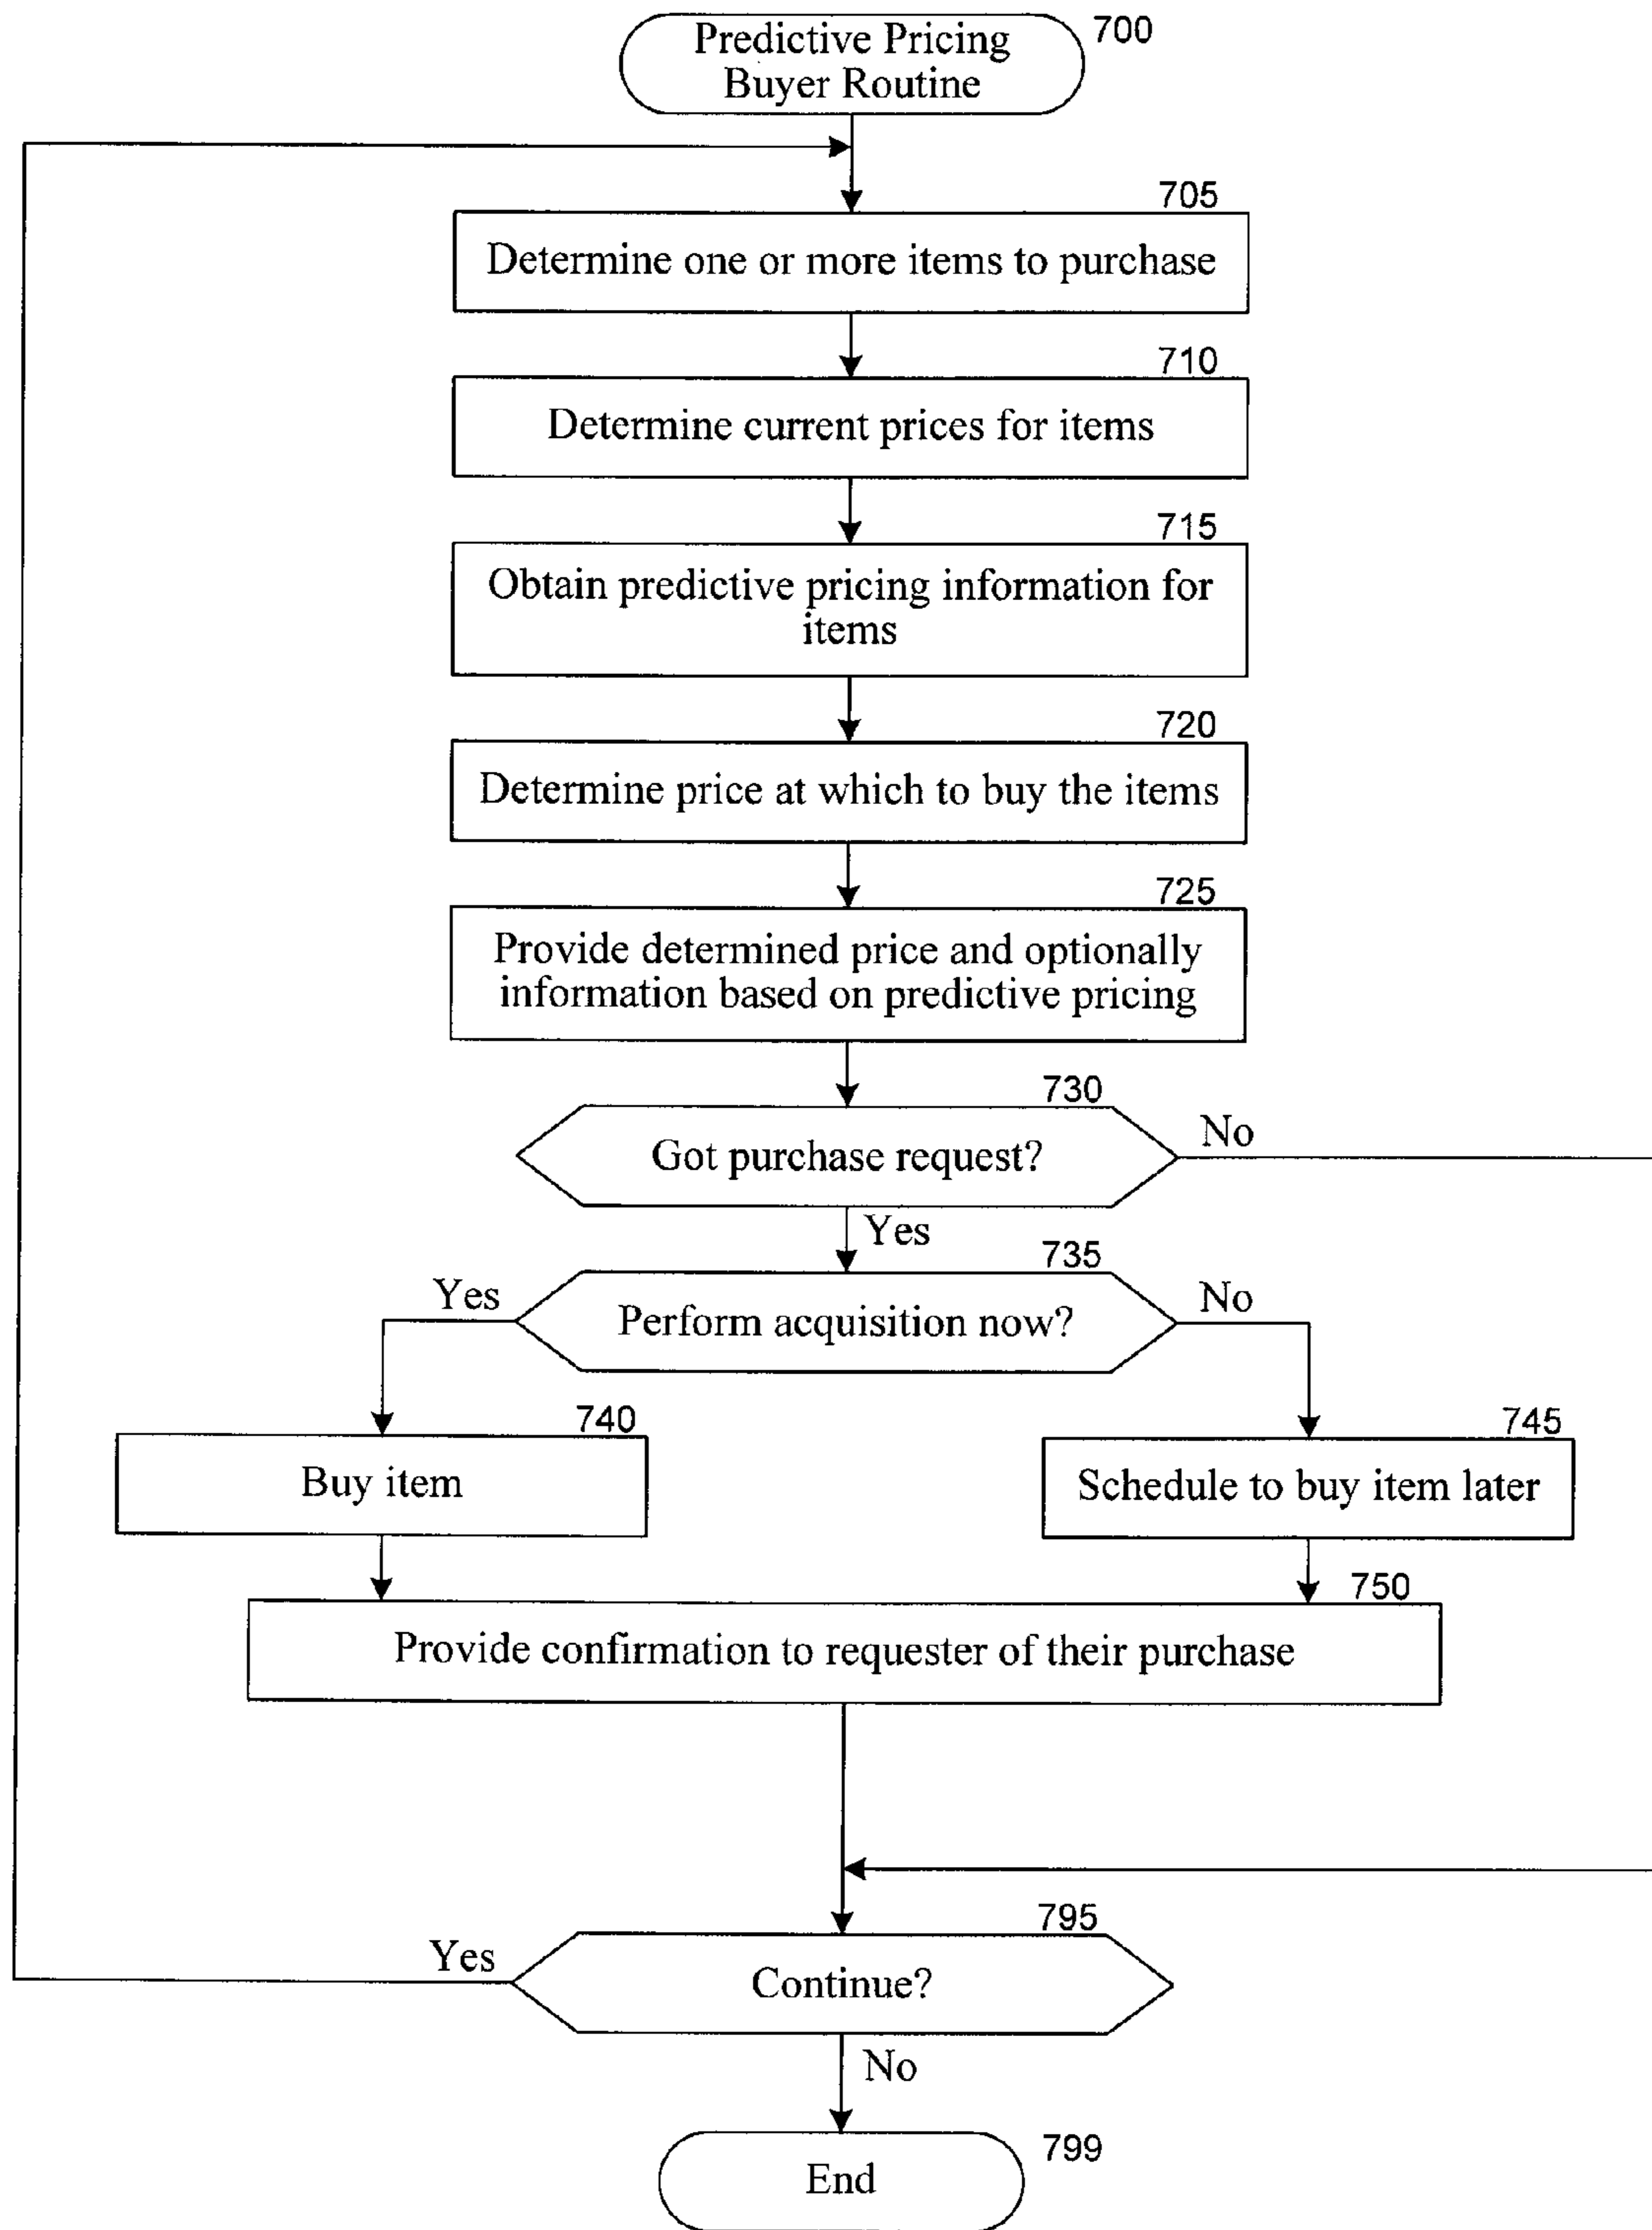 Predictive Pricing
Buyer Routine
700
705
Determine one or more items to purchase
710
Determine current prices for items
715
Obtain predictive pricing information for
items
720
Determine price at which to buy the items
725
Provide determined price and optionally
information based on predictive pricing
730
Got purchase request?
No
Yes
735
Yes
Perform acquisition now?
No
740
Buy item
745
Schedule to buy item later
750
Provide confirmation to requester of their purchase
795
Yes
Continue?
No
799
End